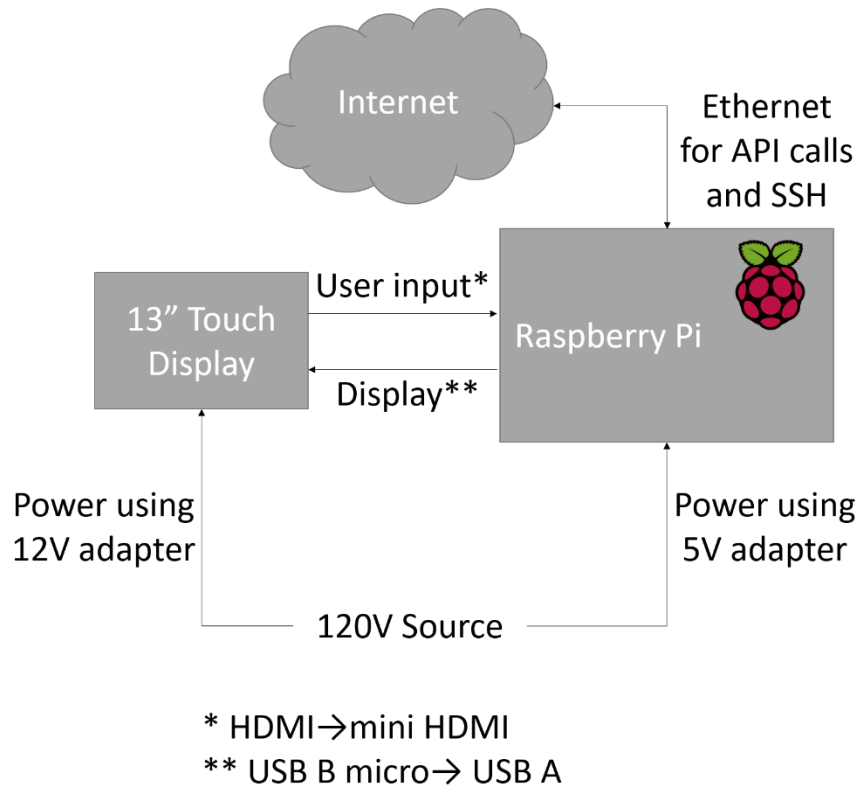 Internet
Ethernet
for API calls
and SSH
User input*
13” Touch
Display
Raspberry Pi
Display**
Power using
12V adapter
Power using
5V adapter
120V Source
* HDMI→mini HDMI
** USB B micro→ USB A